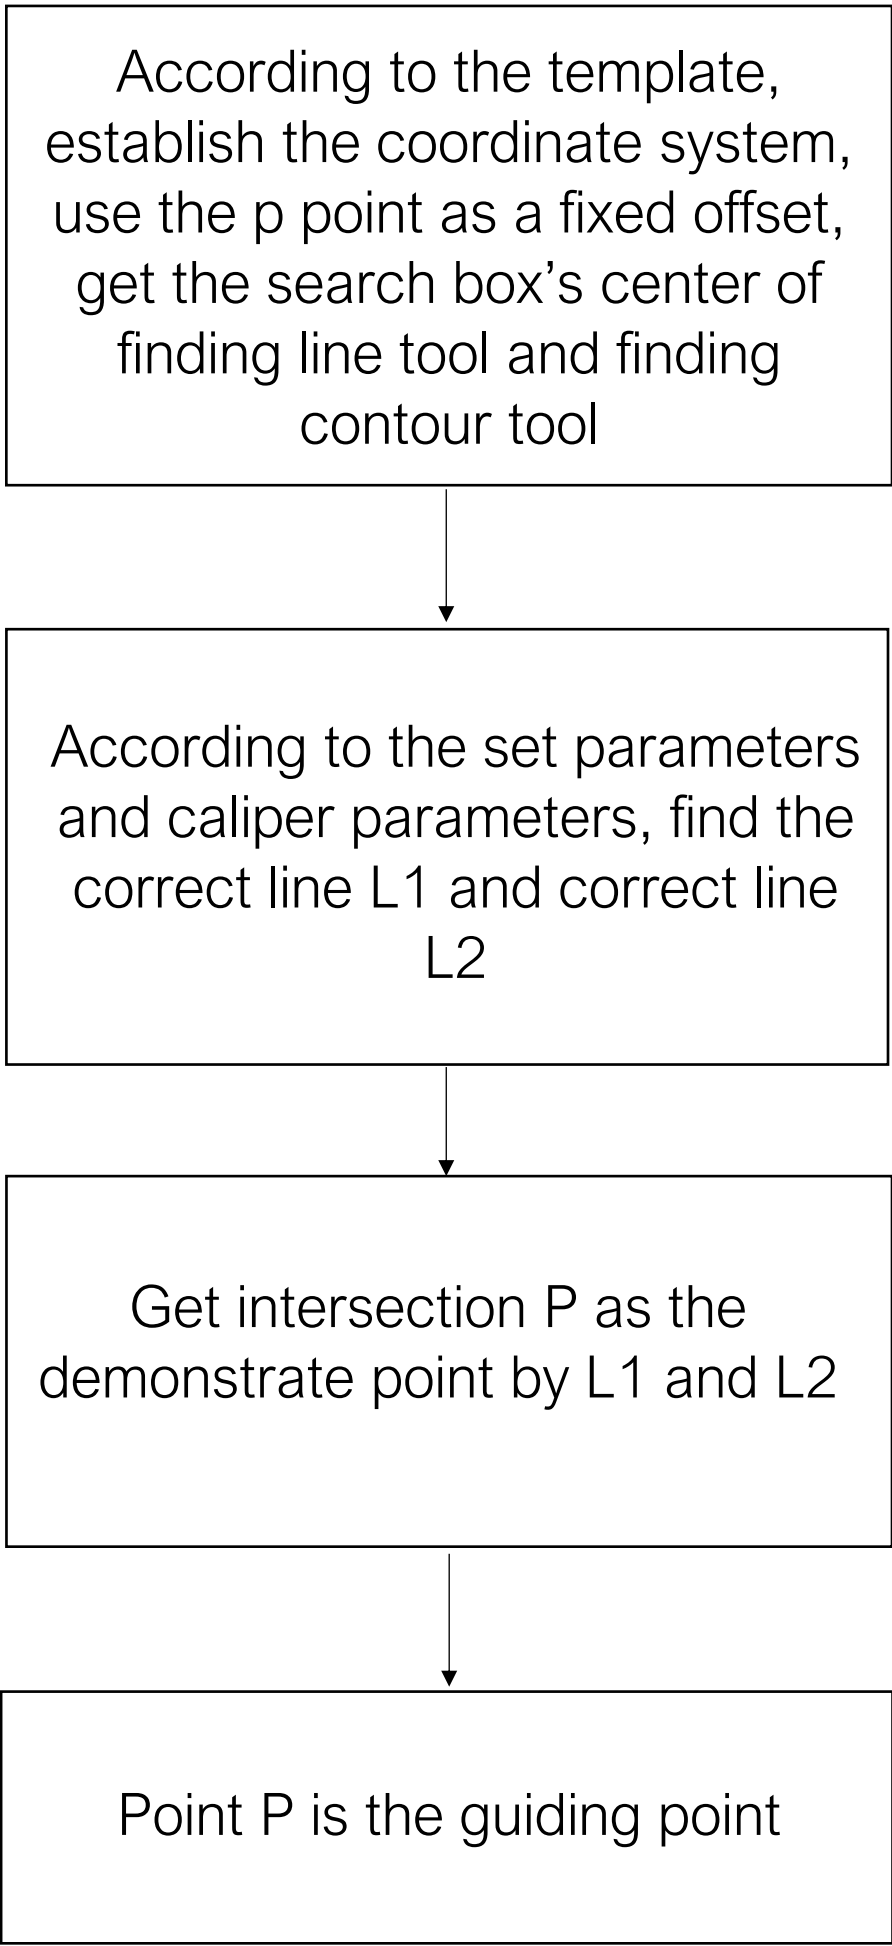 According to the template,
establish the coordinate system,
use the p point as a fixed offset,
get the search box’s center of
finding line tool and finding
contour tool
According to the set parameters
and caliper parameters, find the
correct line L1 and correct line
L2
Get intersection P as the
demonstrate point by L1 and L2
Point P is the guiding point